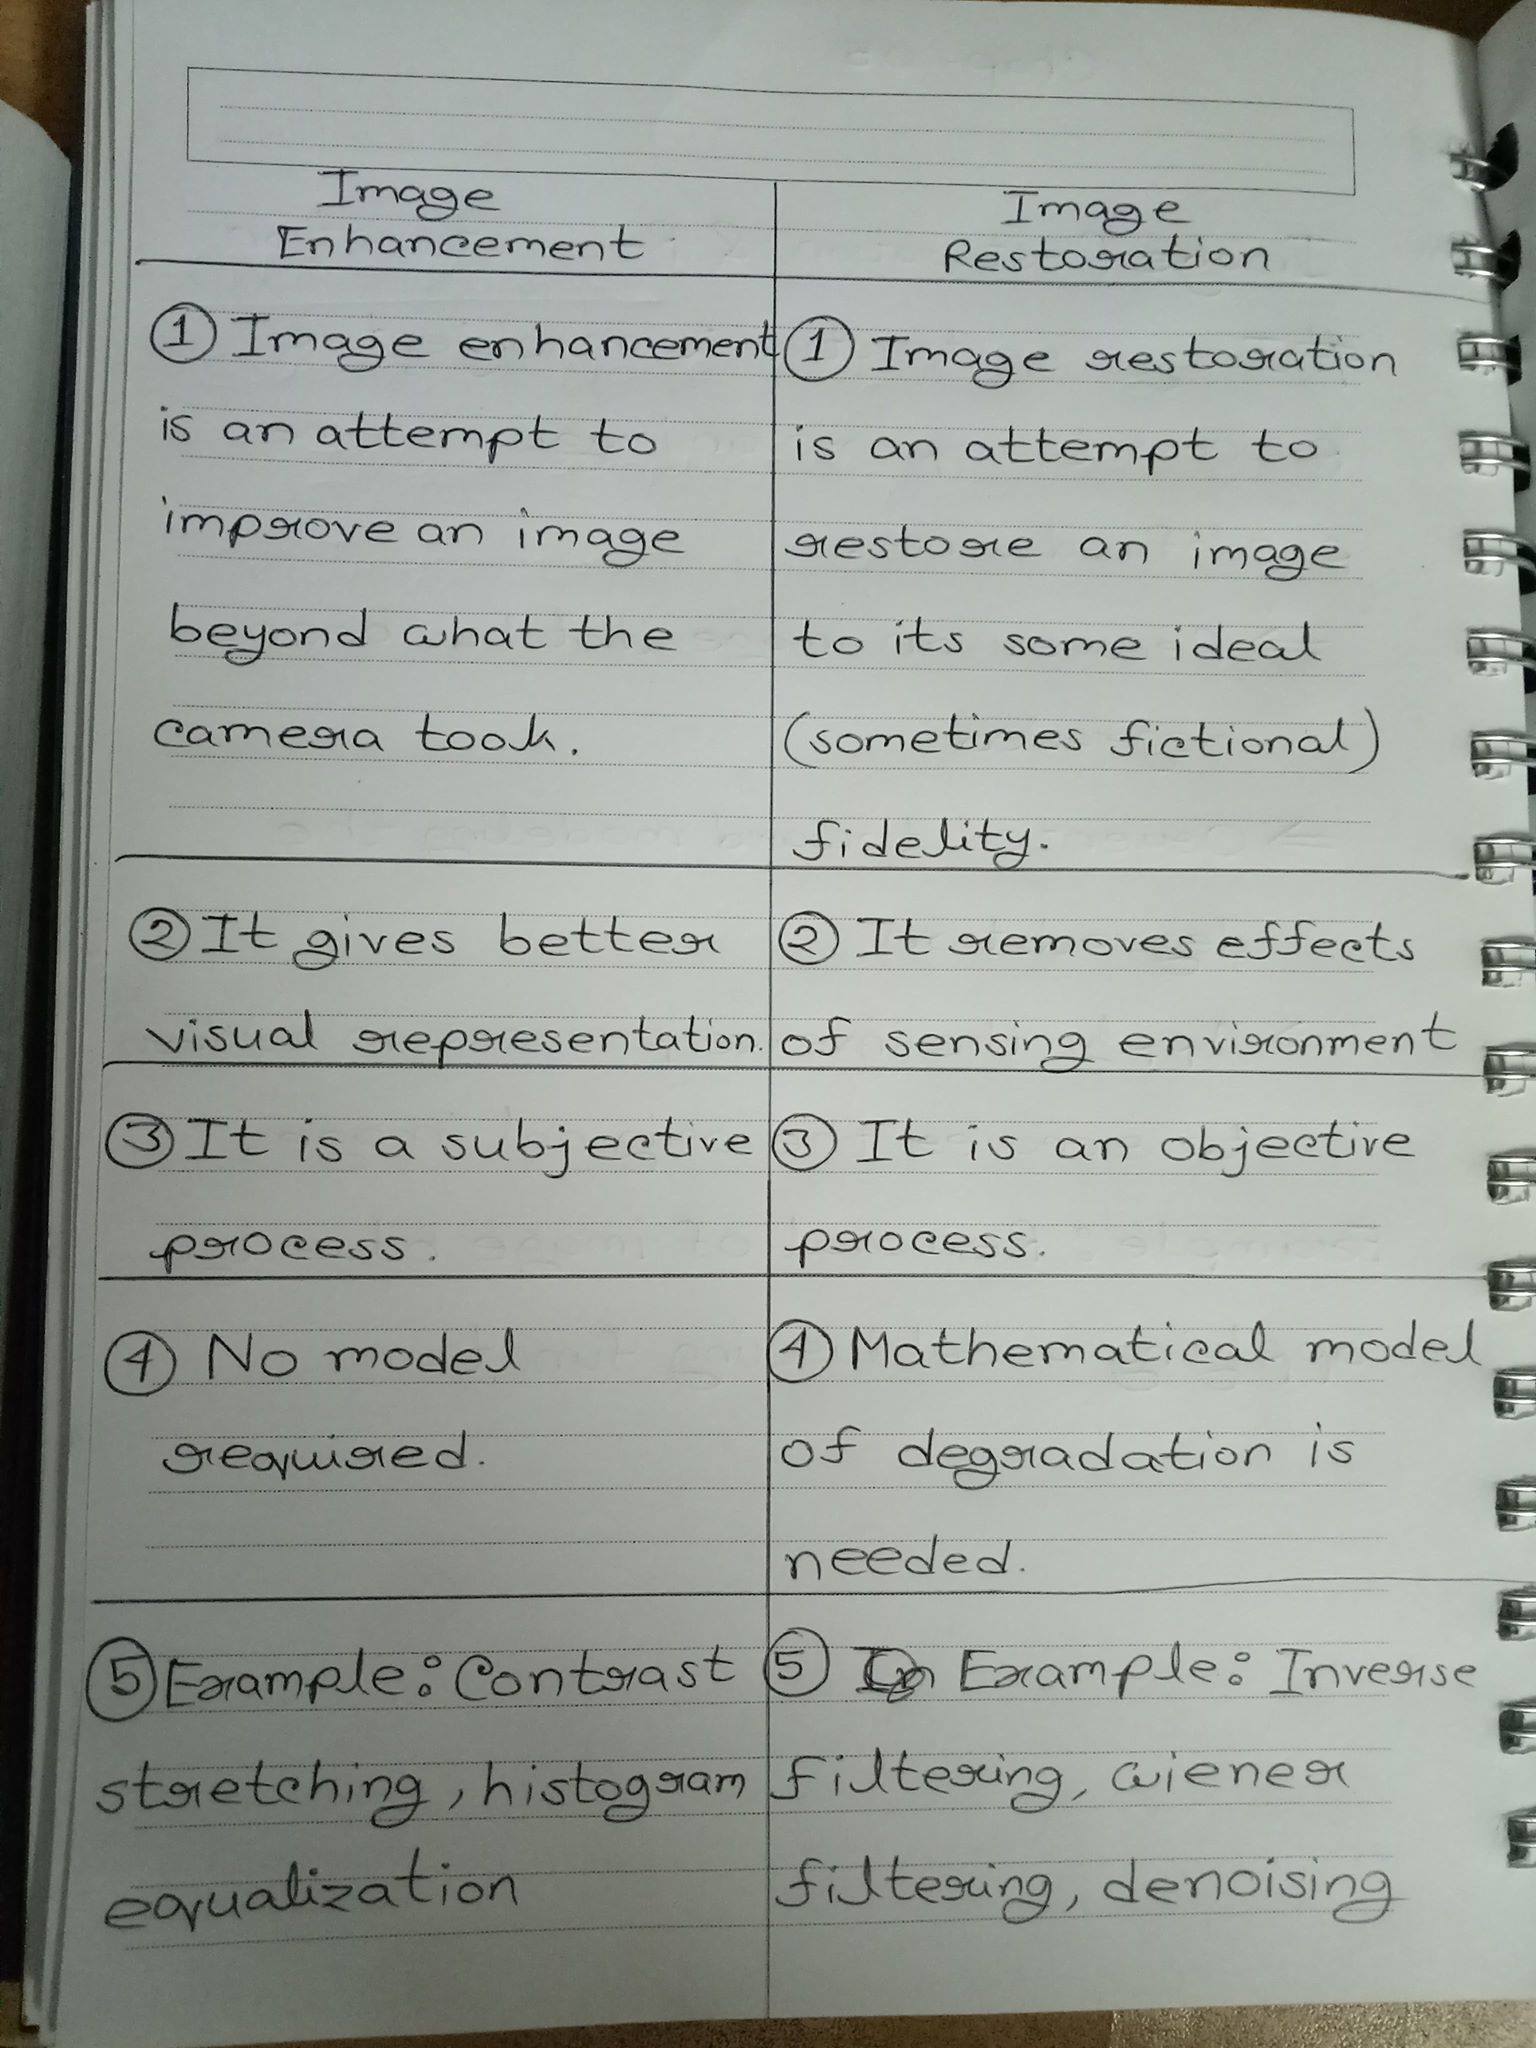 Image
Enhancement
① Image enhancement
is an attempt to
improve an image
beyond what the
camera took.
② It gives better
visual representation.
③ It is a subjective
process.
④ No model
required.
⑤ Example: Contrast
stretching, histogram
equalization
Image
Restoration
① Image restoration
is an attempt to
restore an image
to its some ideal
(sometimes fictional)
fidelity.
② It removes effects
of sensing environment
③ It is an objective
process.
④ Mathematical model
of degradation is
needed.
⑤ Example: Inverse
filtering, wiener
filtering, denoising